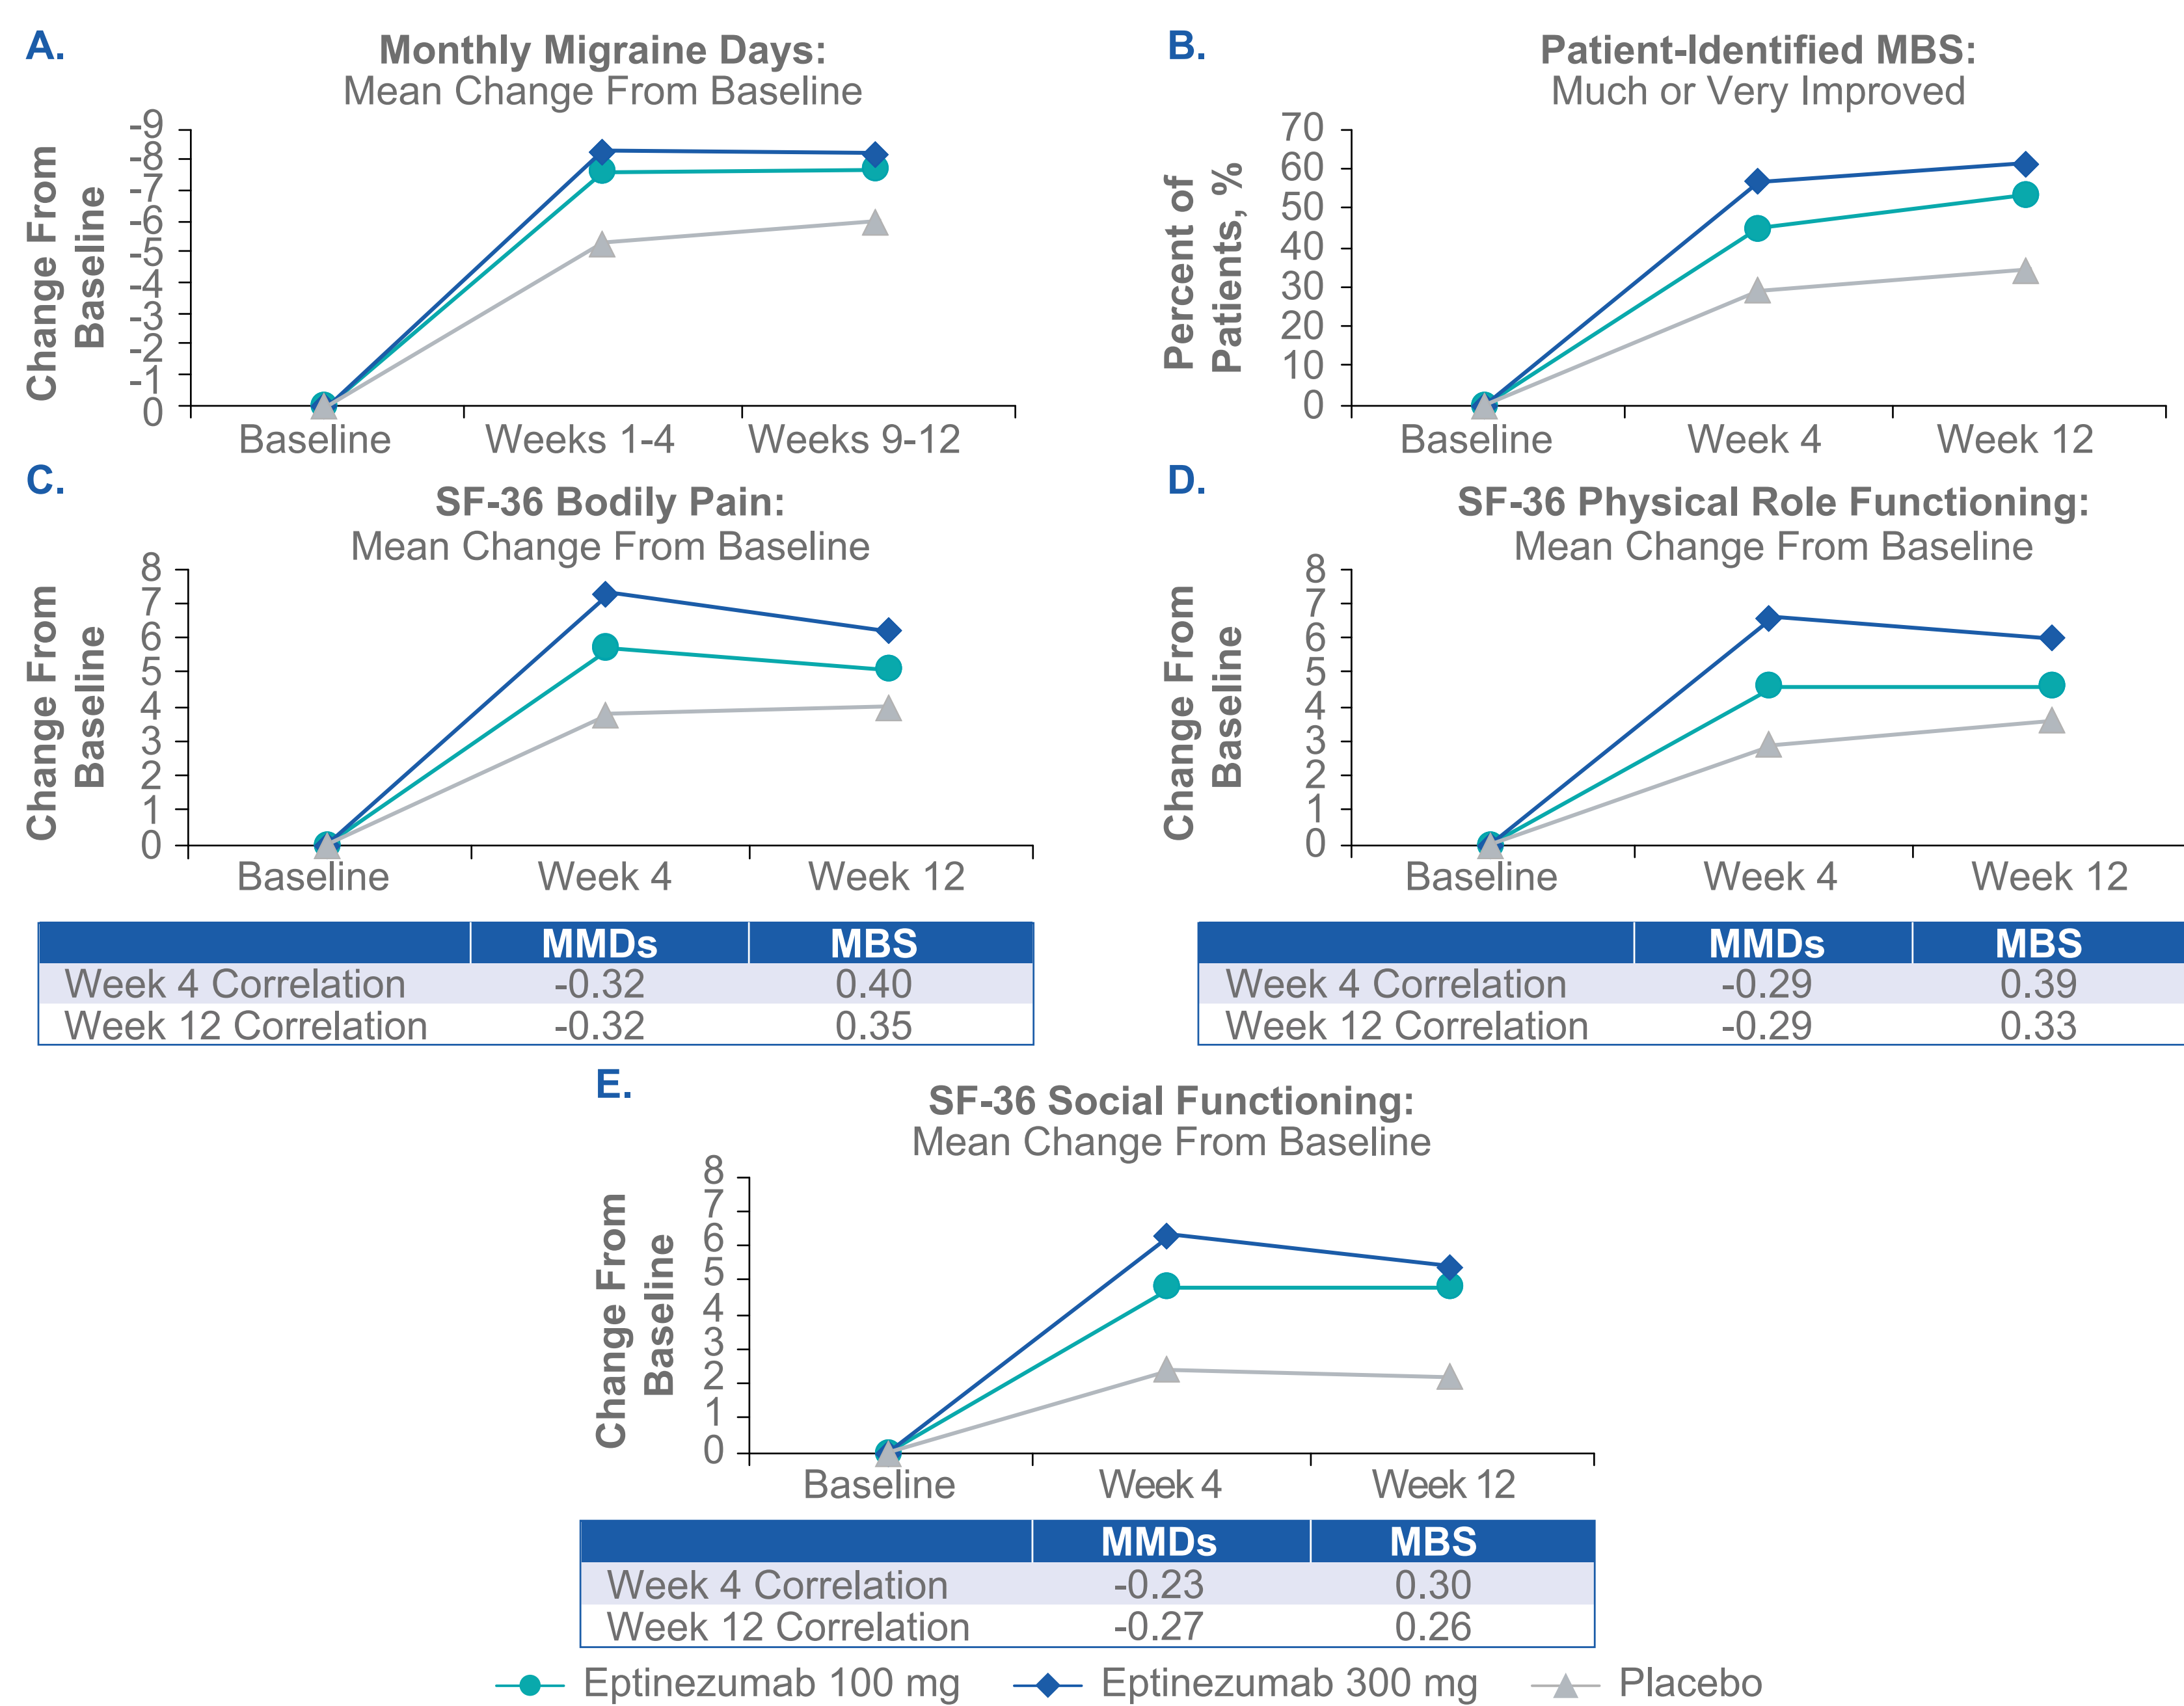 A.
Monthly Migraine Days:
Mean Change From Baseline
Change From
Baseline
-9
-8
-7
-6
-5
-4
-3
-2
-1
0
Baseline Weeks 1-4 Weeks 9-12
B.
Patient-Identified MBS:
Much or Very Improved
Percent of
Patients, %
70
60
50
40
30
20
10
0
Baseline Week 4 Week 12
C.
SF-36 Bodily Pain:
Mean Change From Baseline
Change From
Baseline
8
7
6
5
4
3
2
1
0
Baseline Week 4 Week 12
MMDs MBS
Week 4 Correlation -0.32 0.40
Week 12 Correlation -0.32 0.35
D.
SF-36 Physical Role Functioning:
Mean Change From Baseline
Change From
Baseline
8
7
6
5
4
3
2
1
0
Baseline Week 4 Week 12
MMDs MBS
Week 4 Correlation -0.29 0.39
Week 12 Correlation -0.29 0.33
E.
SF-36 Social Functioning:
Mean Change From Baseline
Change From
Baseline
8
7
6
5
4
3
2
1
0
Baseline Week 4 Week 12
MMDs MBS
Week 4 Correlation -0.23 0.30
Week 12 Correlation -0.27 0.26
Eptinezumab 100 mg Eptinezumab 300 mg Placebo